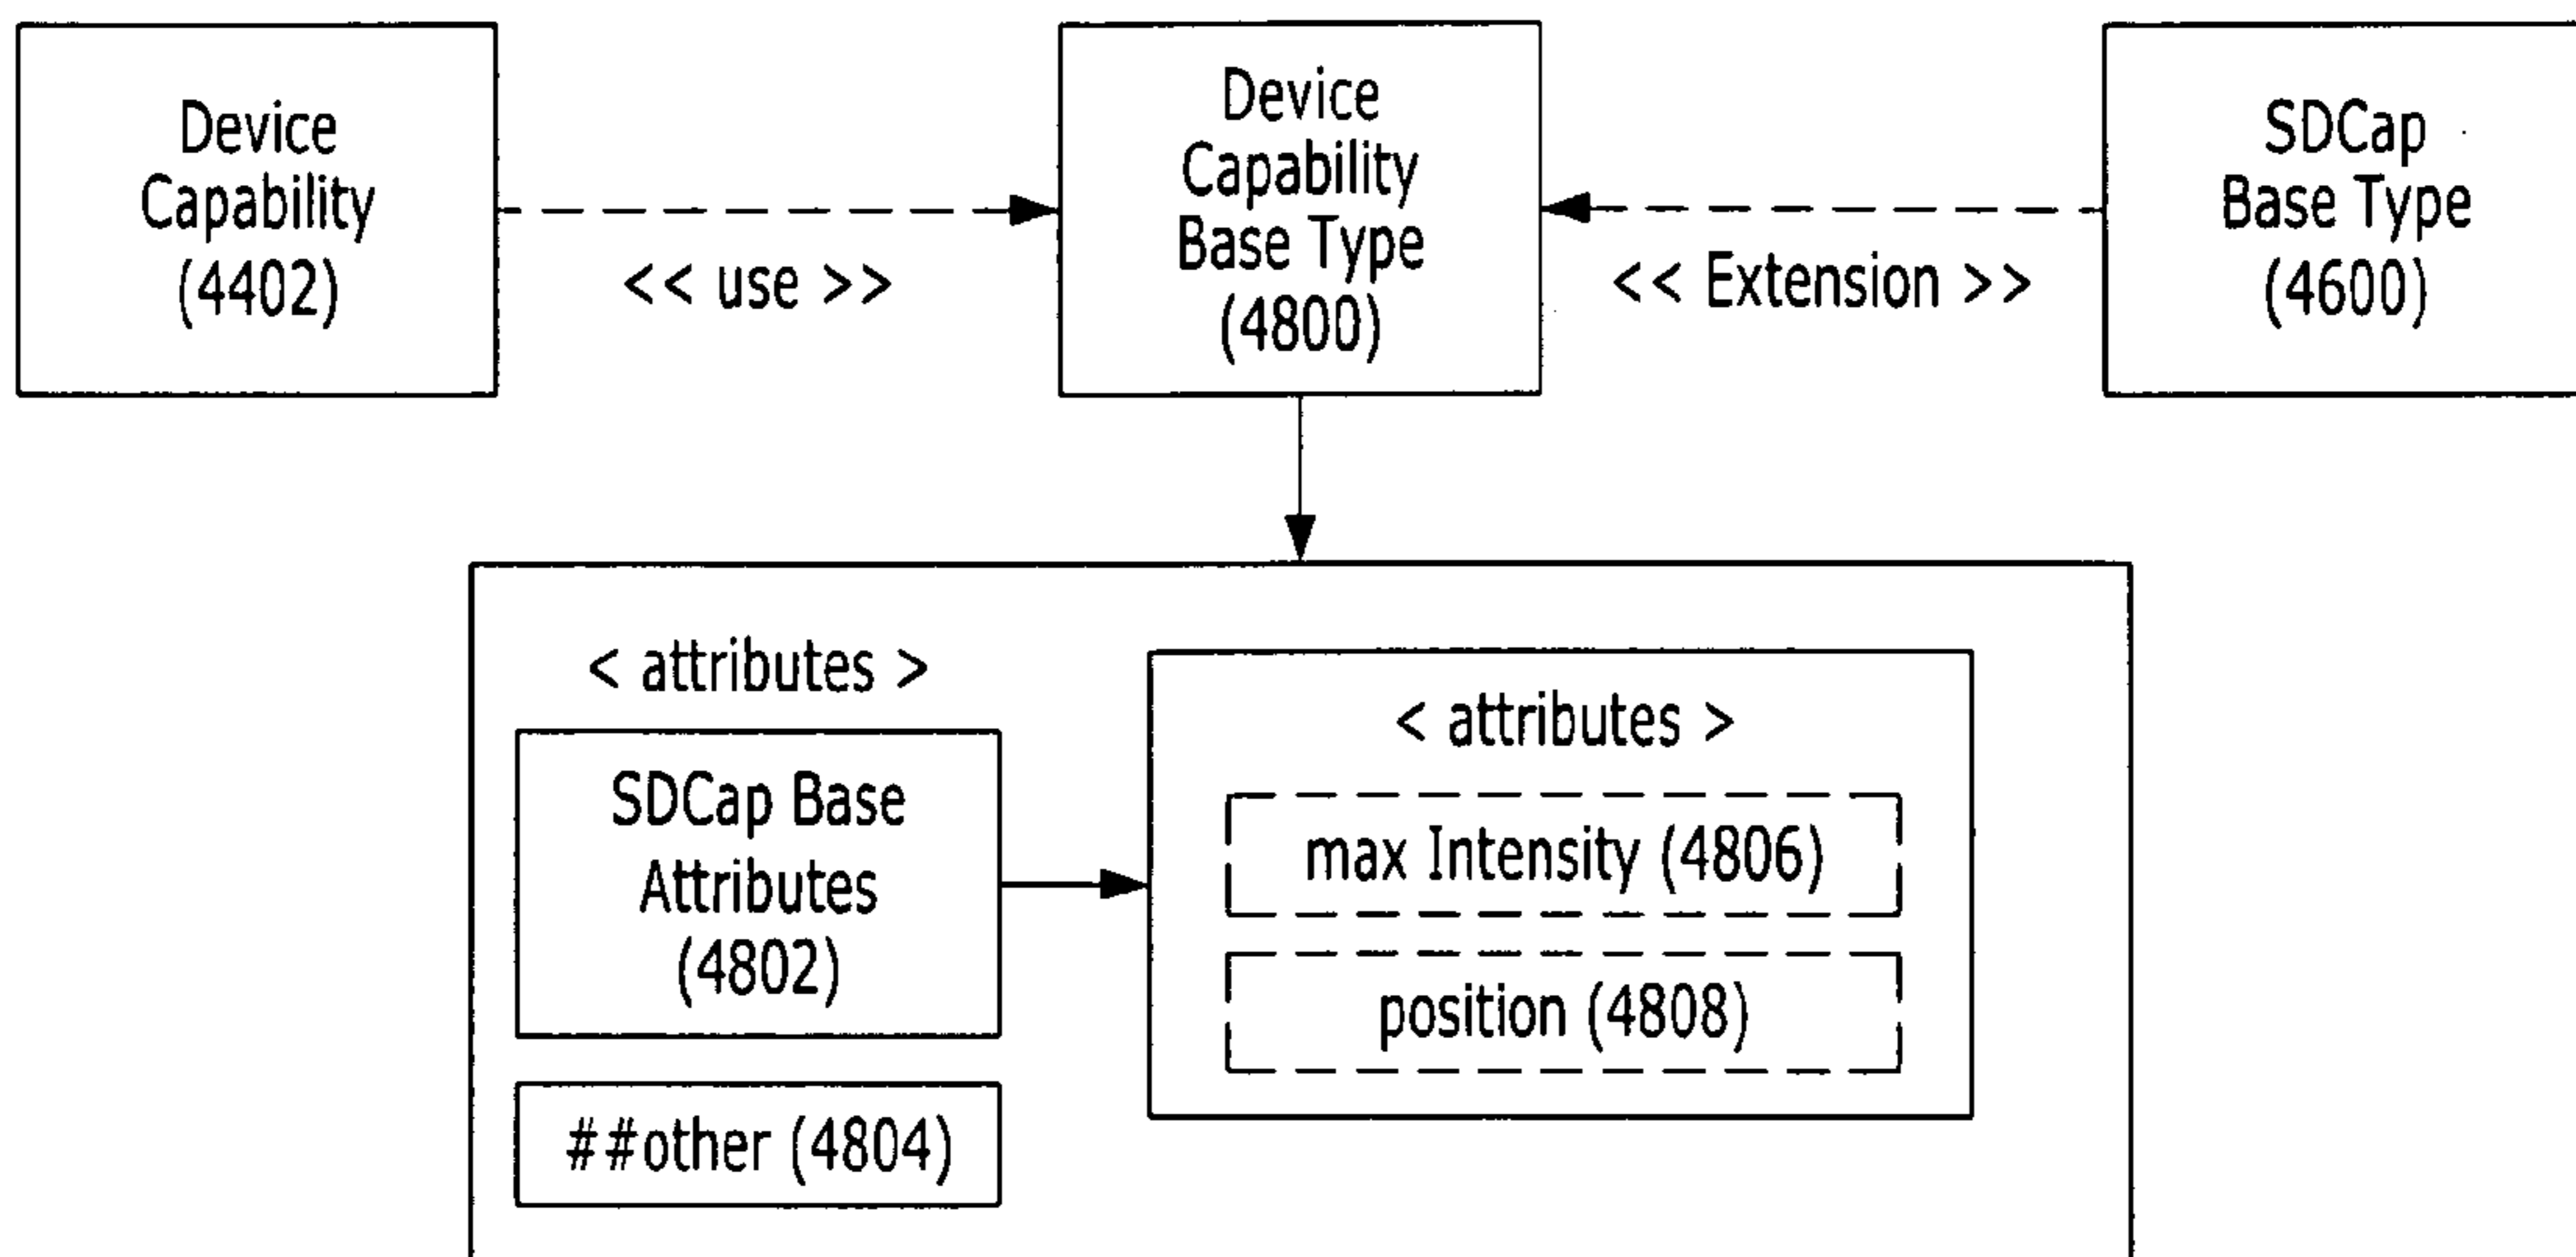 Device
Capability
(4402)
<< use >>
Device
Capability
Base Type
(4800)
<< Extension >>
SDCap
Base Type
(4600)
< attributes >
SDCap Base
Attributes
(4802)
##other (4804)
< attributes >
max Intensity (4806)
position (4808)